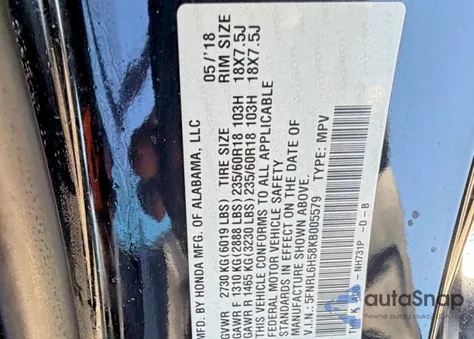 MFD. BY HONDA MFG. OF ALABAMA, LLC 05/'18
GVWR 2730 KG (6019 LBS) TIRE SIZE RIM SIZE
GAWR F 1310 KG (2888 LBS) 235/60R18 103H 18X7.5J
GAWR R 1465 KG (3230 LBS) 235/60R18 103H 18X7.5J
THIS VEHICLE CONFORMS TO ALL APPLICABLE
FEDERAL MOTOR VEHICLE SAFETY
STANDARDS IN EFFECT ON THE DATE OF
MANUFACTURE SHOWN ABOVE.
V.I.N.: 5FNRL6H58KB005579 TYPE: MPV
NH731P -D -B
autaSnap
Pewne auto